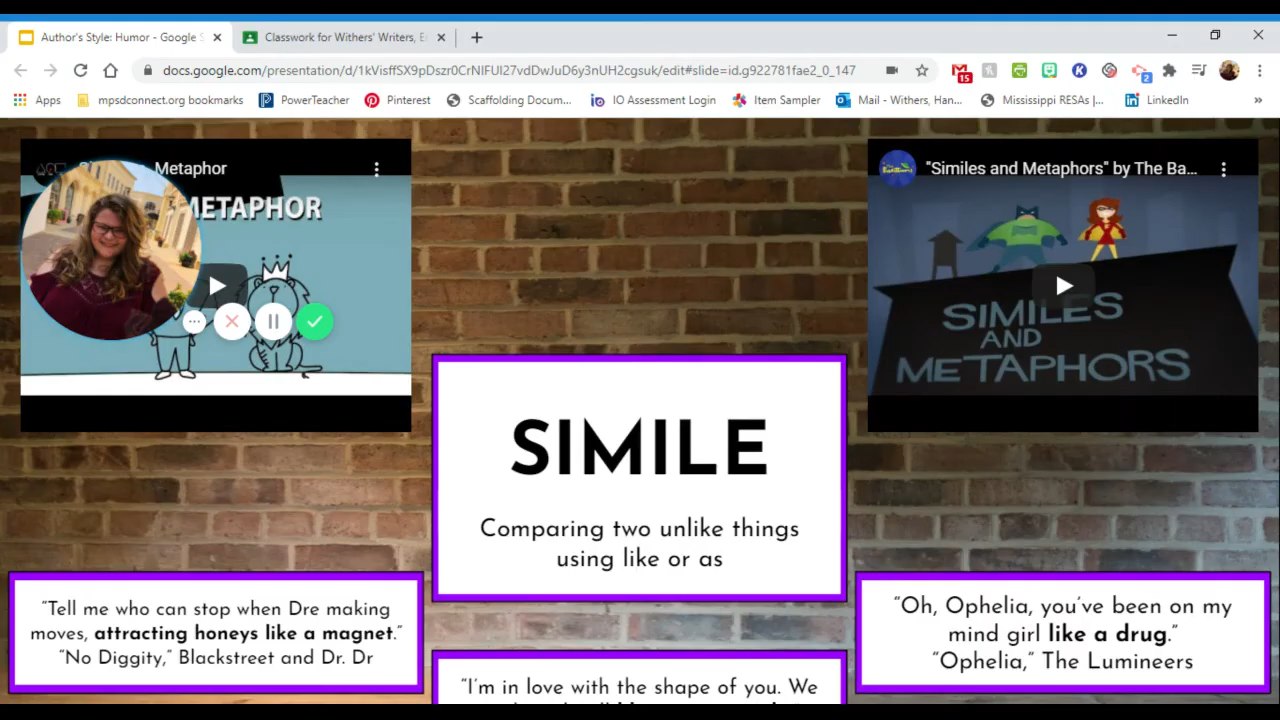 Author's Style: Humor - Google S
Classwork for Withers' Writers, E
docs.google.com/presentation/d/1kVisffSX9pDom0CrNIFUl27vdDwJuD6y3nUH2cgsuk/edit#slide=id.g922781fae2_0_147
15
2
Apps
mpsdconnect.org bookmarks
PowerTeacher
Pinterest
Scaffolding Docum...
IO Assessment Login
Item Sampler
Mail - Withers, Han...
Mississippi RESAs |...
LinkedIn
»
Metaphor
METAPHOR
"Similes and Metaphors" by The Ba...
SIMILES
AND
METAPHORS
SIMILE
Comparing two unlike things
using like or as
“Tell me who can stop when Dre making
moves, attracting honeys like a magnet.”
“No Diggity,” Blackstreet and Dr. Dr
“Oh, Ophelia, you’ve been on my
mind girl like a drug.”
“Ophelia,” The Lumineers
“I’m in love with the shape of you. We